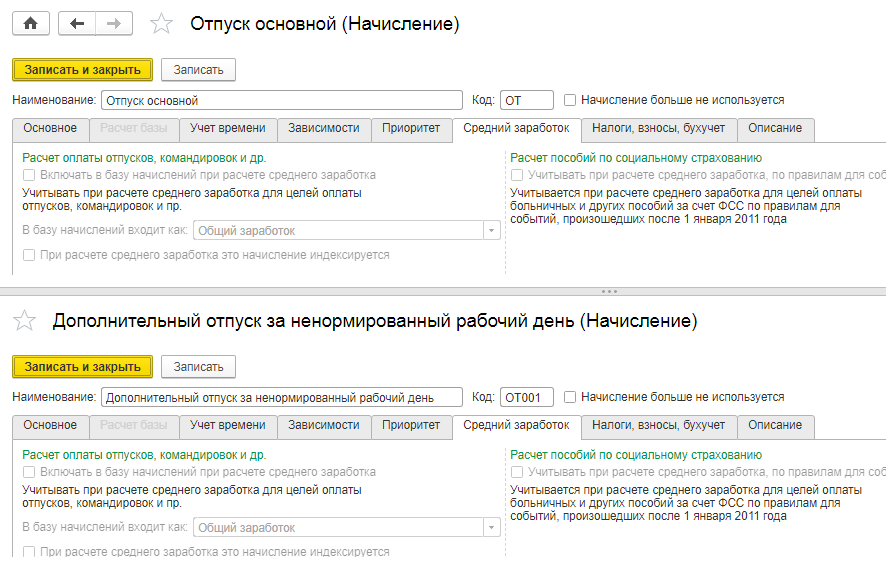 Отпуск основной (Начисление)
Записать и закрыть Записать
Наименование: Отпуск основной Код: ОТ Начисление больше не используется
Основное Расчет базы Учет времени Зависимости Приоритет Средний заработок Налоги, взносы, бухучет Описание
Расчет оплаты отпусков, командировок и др. Расчет пособий по социальному страхованию
Включать в базу начислений при расчете среднего заработка Учитывать при расчете среднего заработка, по правилам для соб
Учитывать при расчете среднего заработка для целей оплаты Учитывается при расчете среднего заработка для целей оплаты
отпусков, командировок и пр. больничных и других пособий за счет ФСС по правилам для
событий, произошедших после 1 января 2011 года
В базу начислений входит как: Общий заработок
При расчете среднего заработка это начисление индексируется
Дополнительный отпуск за ненормированный рабочий день (Начисление)
Записать и закрыть Записать
Наименование: Дополнительный отпуск за ненормированный рабочий день Код: ОТ001 Начисление больше не используется
Основное Расчет базы Учет времени Зависимости Приоритет Средний заработок Налоги, взносы, бухучет Описание
Расчет оплаты отпусков, командировок и др. Расчет пособий по социальному страхованию
Включать в базу начислений при расчете среднего заработка Учитывать при расчете среднего заработка, по правилам для соб
Учитывать при расчете среднего заработка для целей оплаты Учитывается при расчете среднего заработка для целей оплаты
отпусков, командировок и пр. больничных и других пособий за счет ФСС по правилам для
событий, произошедших после 1 января 2011 года
В базу начислений входит как: Общий заработок
При расчете среднего заработка это начисление индексируется